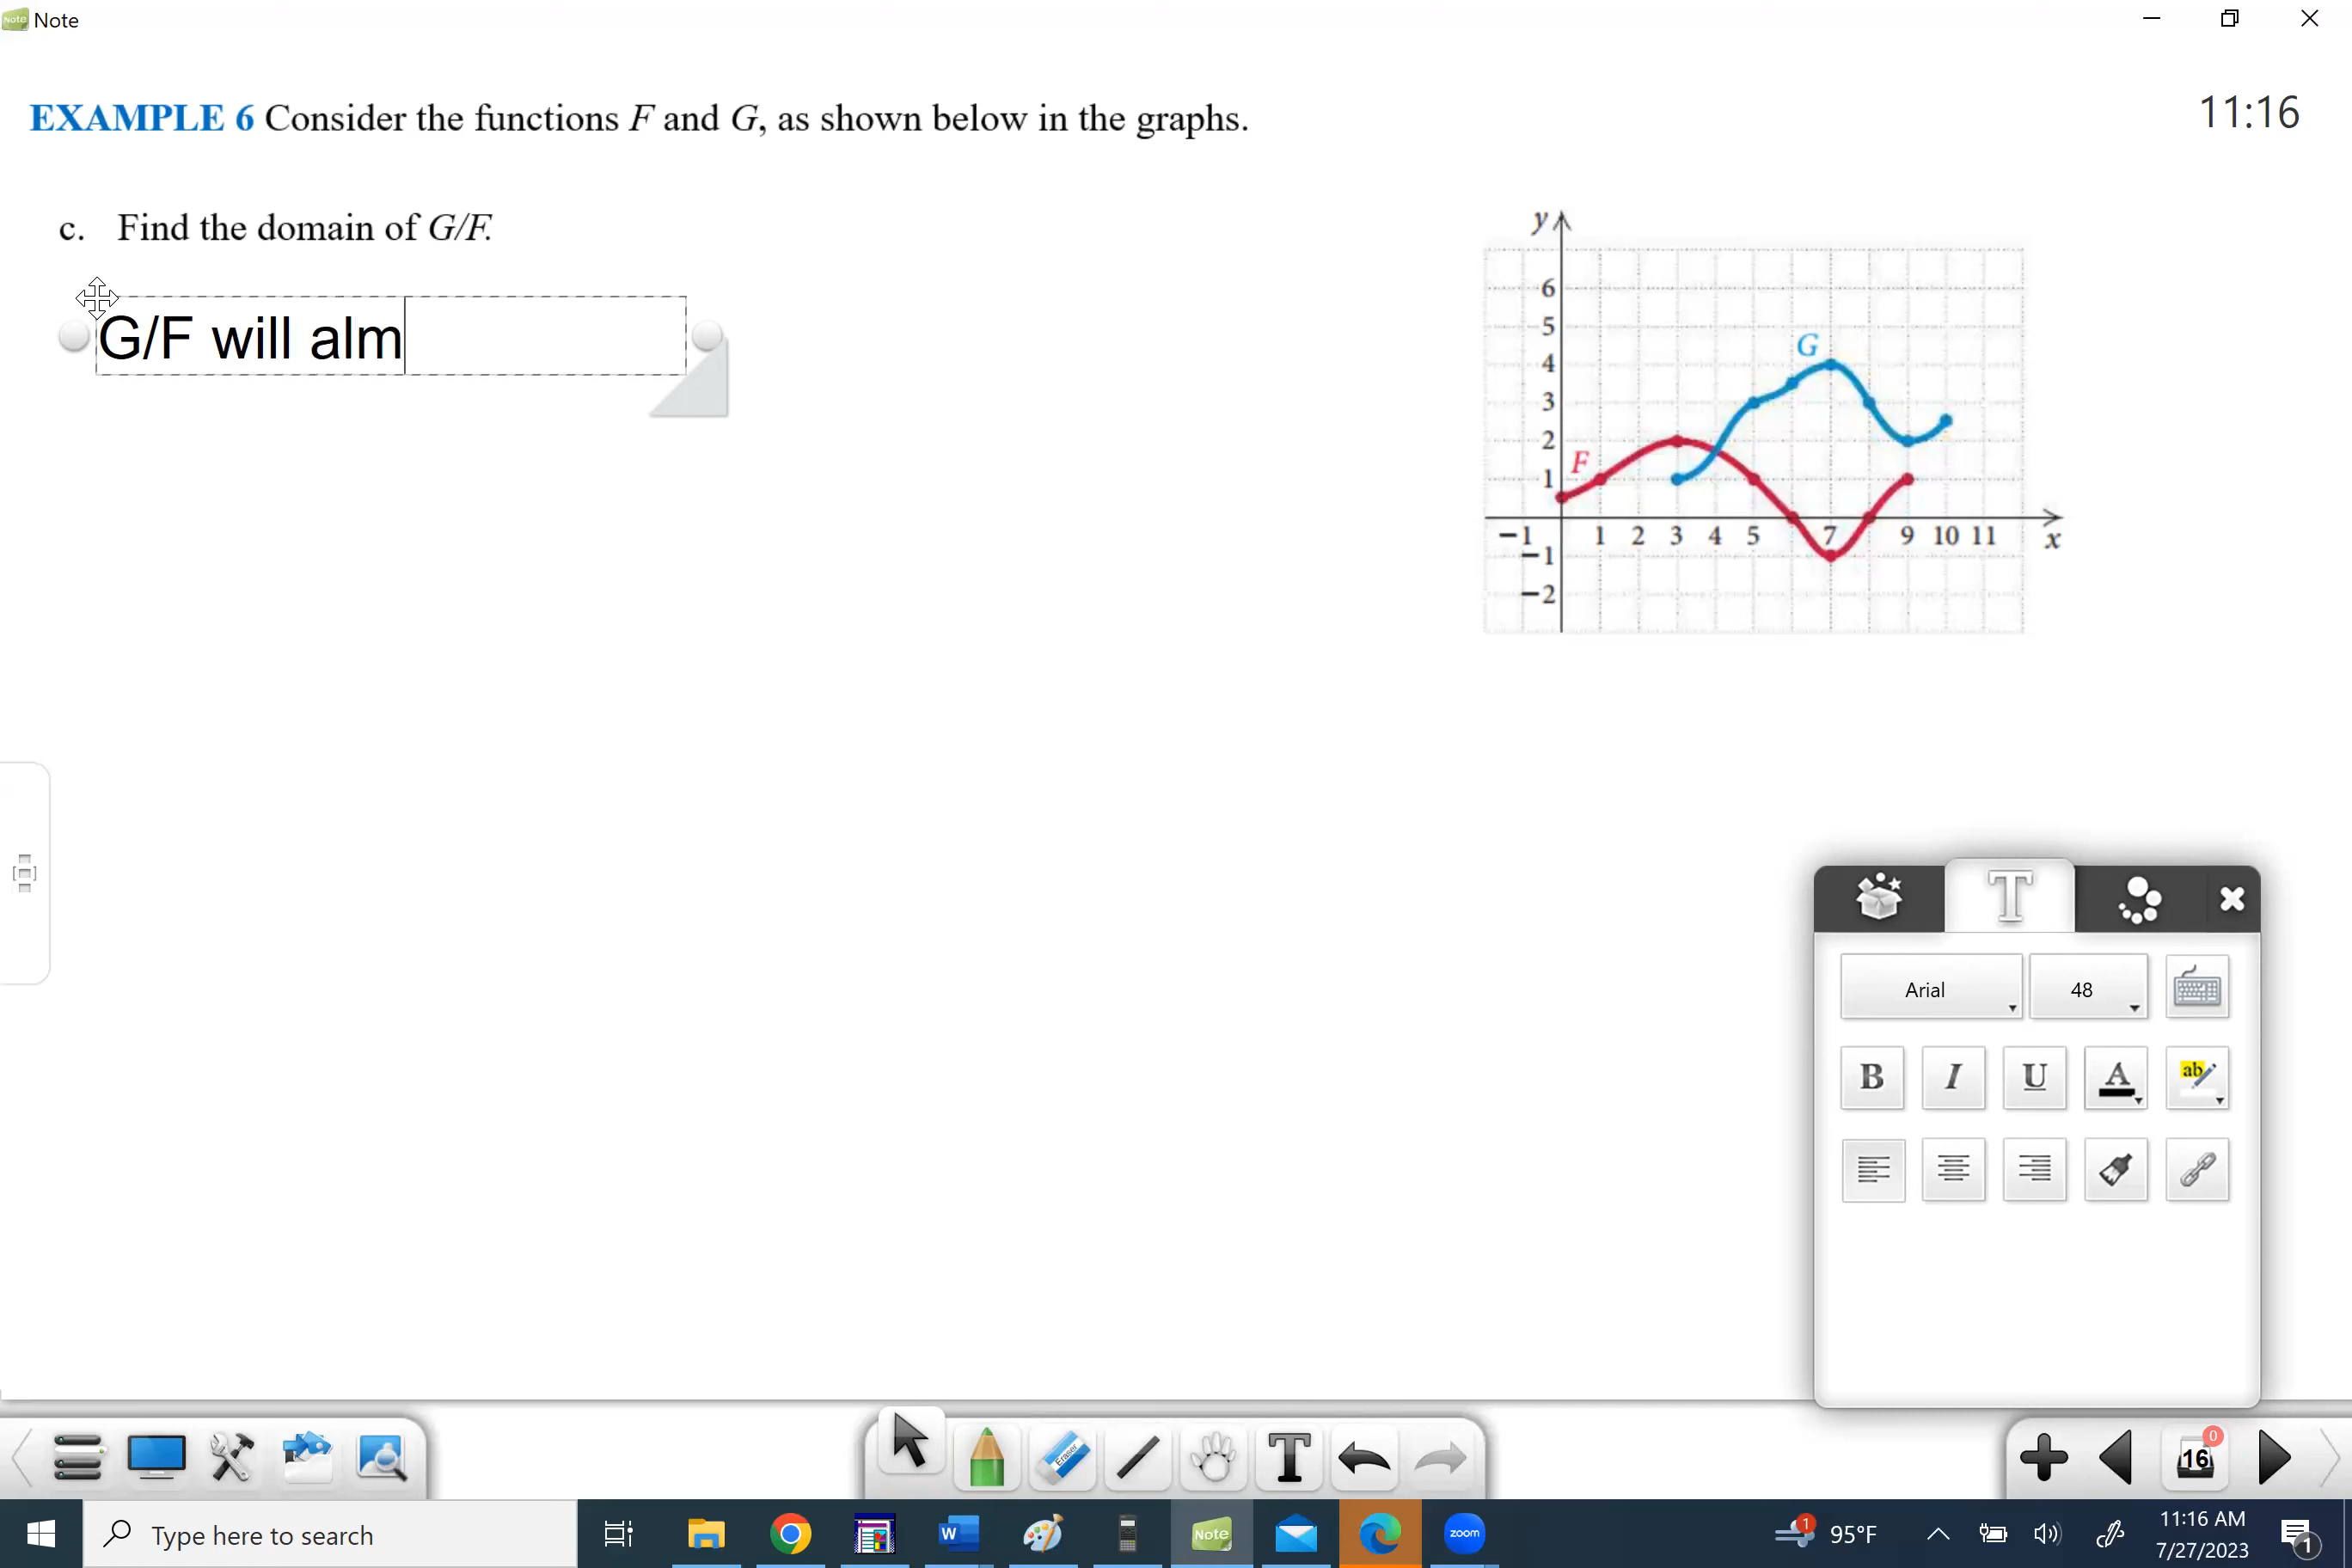 Note
EXAMPLE 6 Consider the functions F and G, as shown below in the graphs.
11:16
c. Find the domain of G/F.
G/F will alm
y
6
5
4
3
2
1
G
F
−1 1 2 3 4 5 7 9 10 11 x
−1
−2
Arial 48
B I U A ab
T
Eraser
16
0
Type here to search
W
Note
zoom
1
95°F
11:16 AM
7/27/2023
1